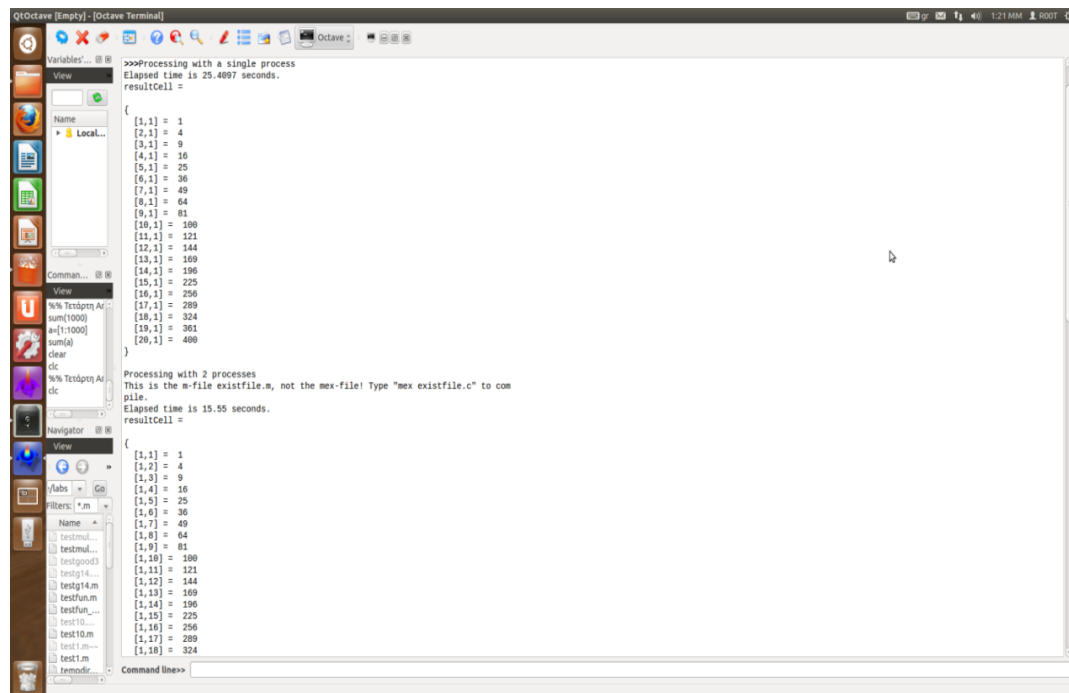 QtOctave [Empty] - [Octave Terminal]
gr
1:21 MM
ROOT
Octave
Variables'...
View
Name
Local...
Comman...
View
sum(1000)
a=[1:1000]
sum(a)
clear
clc
clc
Navigator
View
»
/labs
Go
Filters: *.m
Name
testmul...
testmul...
testgood3
testg14....
testg14.m
testfun.m
testfun_...
test10....
test10.m
test1.m~~
test1.m
>>>Processing with a single process
Elapsed time is 25.4097 seconds.
resultCell =
{
[1,1] = 1
[2,1] = 4
[3,1] = 9
[4,1] = 16
[5,1] = 25
[6,1] = 36
[7,1] = 49
[8,1] = 64
[9,1] = 81
[10,1] = 100
[11,1] = 121
[12,1] = 144
[13,1] = 169
[14,1] = 196
[15,1] = 225
[16,1] = 256
[17,1] = 289
[18,1] = 324
[19,1] = 361
[20,1] = 400
}
Processing with 2 processes
This is the m-file existfile.m, not the mex-file! Type "mex existfile.c" to com
pile.
Elapsed time is 15.55 seconds.
resultCell =
{
[1,1] = 1
[1,2] = 4
[1,3] = 9
[1,4] = 16
[1,5] = 25
[1,6] = 36
[1,7] = 49
[1,8] = 64
[1,9] = 81
[1,10] = 100
[1,11] = 121
[1,12] = 144
[1,13] = 169
[1,14] = 196
[1,15] = 225
[1,16] = 256
[1,17] = 289
[1,18] = 324
Command line>>